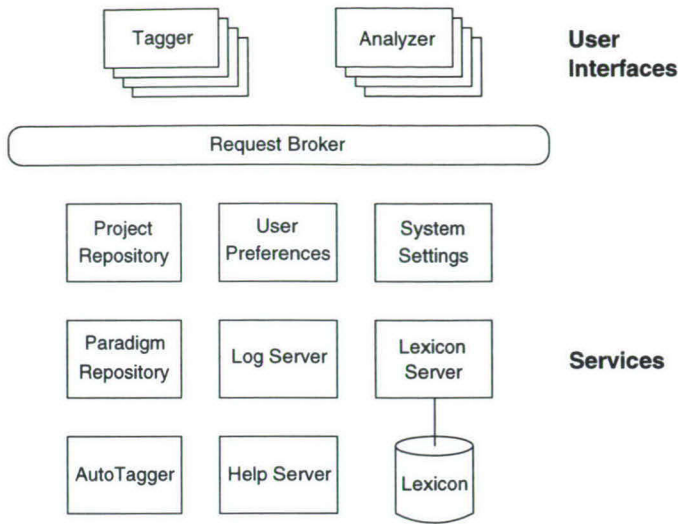 Tagger
Analyzer
User
Interfaces
Request Broker
Project
Repository
User
Preferences
System
Settings
Paradigm
Repository
Log Server
Lexicon
Server
Services
AutoTagger
Help Server
Lexicon